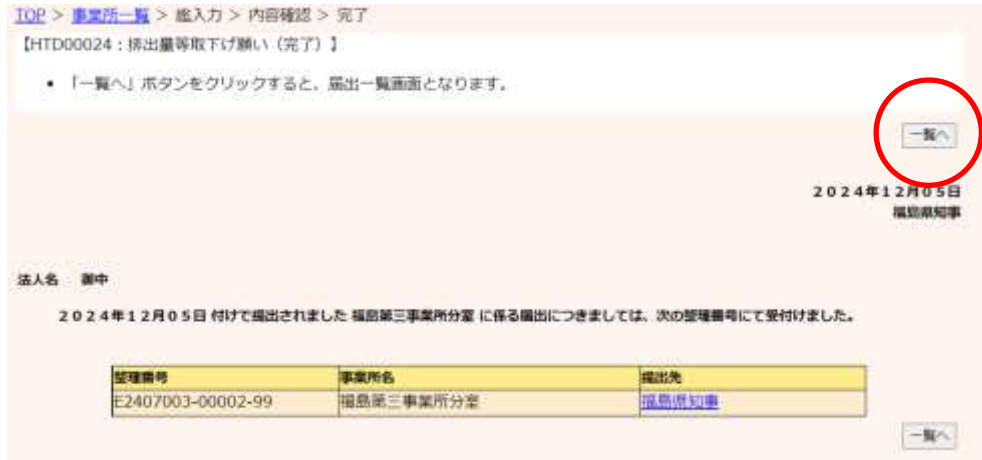 TOP > 事業所一覧 > 鑑入力 > 内容確認 > 完了
【HTD00024：排出量等取下げ願い（完了）】
• 「一覧へ」ボタンをクリックすると、届出一覧画面となります。
一覧へ
２０２４年１２月０５日
福島県知事
法人名　御中
２０２４年１２月０５日 付けで提出されました 福島第三事業所分室 に係る届出につきましては、次の整理番号にて受付けました。
整理番号 事業所名 提出先
E2407003-00002-99 福島第三事業所分室 福島県知事
一覧へ